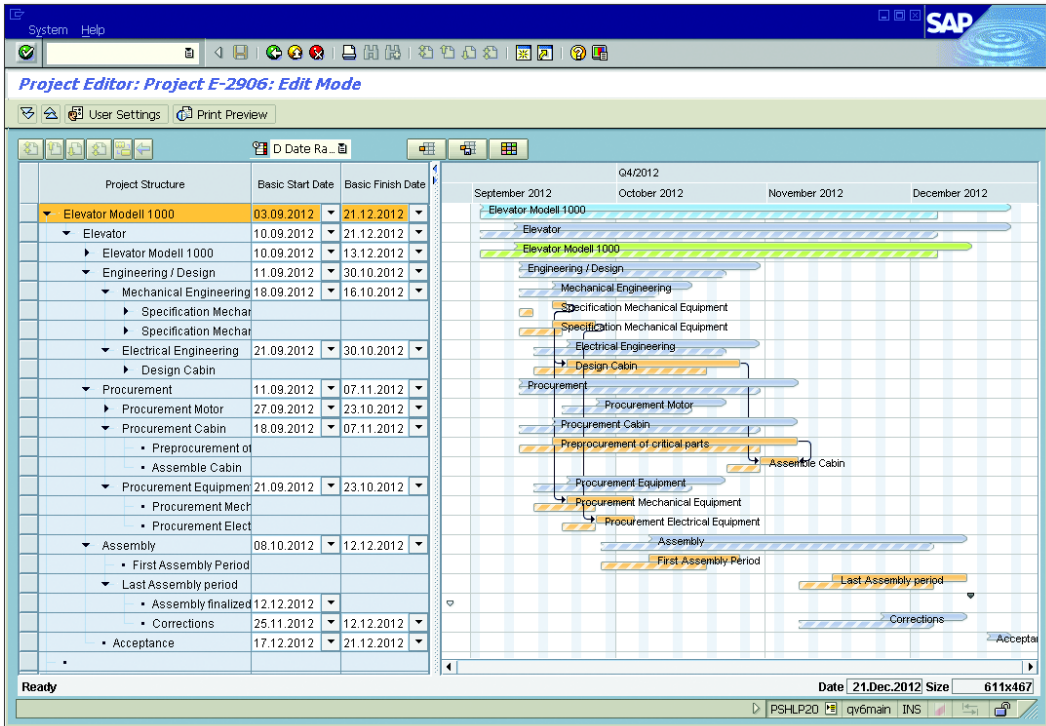 System Help
SAP
Project Editor: Project E-2906: Edit Mode
User Settings Print Preview
D Date Ra...
Project Structure Basic Start Date Basic Finish Date
Q4/2012
September 2012 October 2012 November 2012 December 2012
Elevator Modell 1000 03.09.2012 21.12.2012 Elevator Modell 1000
Elevator 10.09.2012 21.12.2012 Elevator
Elevator Modell 1000 10.09.2012 13.12.2012 Elevator Modell 1000
Engineering / Design 11.09.2012 30.10.2012 Engineering / Design
Mechanical Engineering 18.09.2012 16.10.2012 Mechanical Engineering
Specification Mechar Specification Mechanical Equipment
Specification Mechar Specification Mechanical Equipment
Electrical Engineering 21.09.2012 30.10.2012 Electrical Engineering
Design Cabin Design Cabin
Procurement 11.09.2012 07.11.2012 Procurement
Procurement Motor 27.09.2012 23.10.2012 Procurement Motor
Procurement Cabin 18.09.2012 07.11.2012 Procurement Cabin
Preprocurement of Preprocurement of critical parts
Assemble Cabin Assemble Cabin
Procurement Equipmen 21.09.2012 23.10.2012 Procurement Equipment
Procurement Mech Procurement Mechanical Equipment
Procurement Elect Procurement Electrical Equipment
Assembly 08.10.2012 12.12.2012 Assembly
First Assembly Period First Assembly Period
Last Assembly period Last Assembly period
Assembly finalized 12.12.2012
Corrections 25.11.2012 12.12.2012 Corrections
Acceptance 17.12.2012 21.12.2012 Accepta
Ready Date 21.Dec.2012 Size 611x467
PSHLP20 qv6main INS